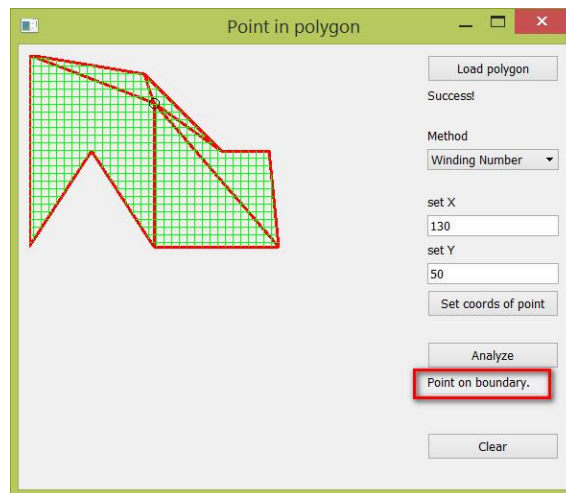 Point in polygon
Load polygon
Success!
Method
Winding Number
set X
130
set Y
50
Set coords of point
Analyze
Point on boundary.
Clear